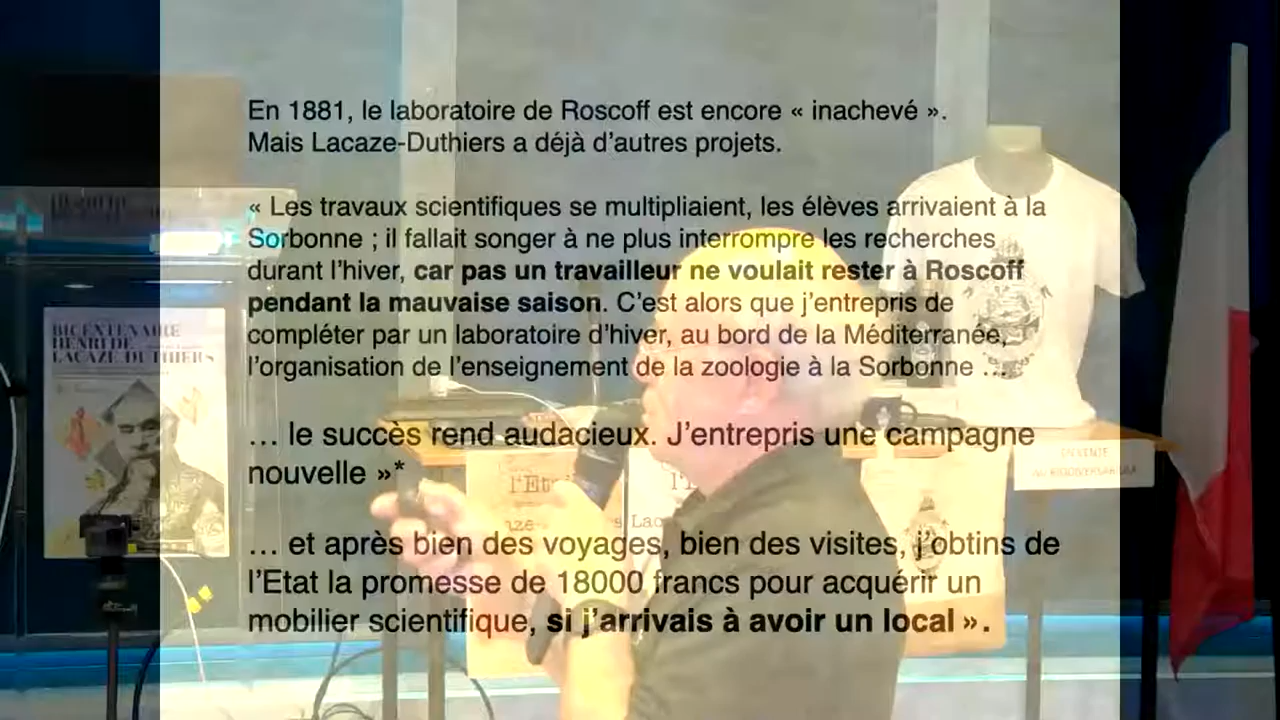 En 1881, le laboratoire de Roscoff est encore « inachevé ».
Mais Lacaze-Duthiers a déjà d'autres projets.
« Les travaux scientifiques se multipliaient, les élèves arrivaient à la
Sorbonne ; il fallait songer à ne plus interrompre les recherches
durant l'hiver, car pas un travailleur ne voulait rester à Roscoff
pendant la mauvaise saison. C'est alors que j'entrepris de
compléter par un laboratoire d'hiver, au bord de la Méditerranée,
l'organisation de l'enseignement de la zoologie à la Sorbonne …
… le succès rend audacieux. J'entrepris une campagne
nouvelle »*
… et après bien des voyages, bien des visites, j'obtins de
l'Etat la promesse de 18000 francs pour acquérir un
mobilier scientifique, si j'arrivais à avoir un local ».
BICENTENAIRE
HENRI DE
LACAZE-DUTHIERS
EN VENTE